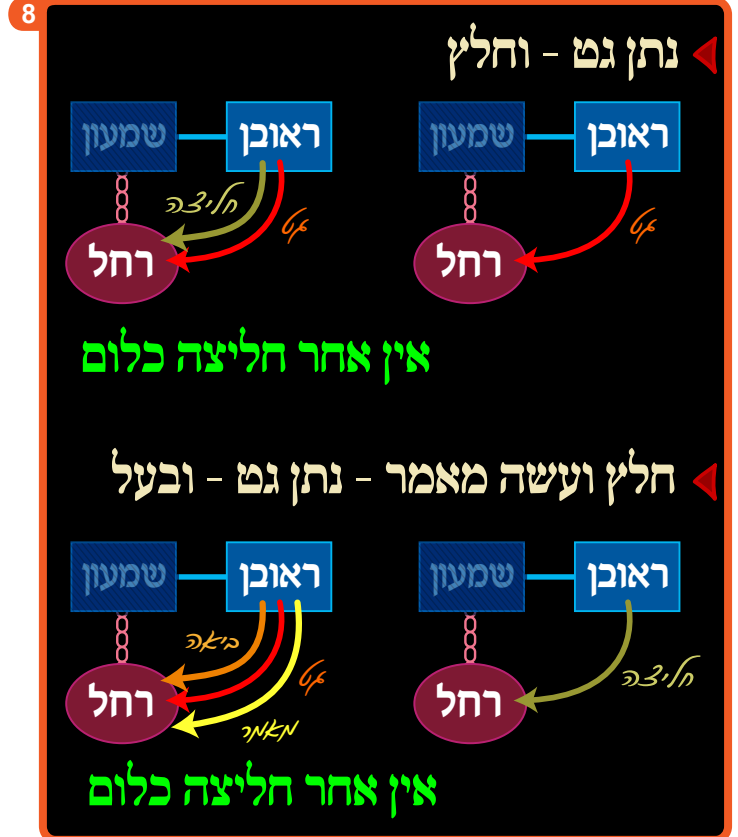 8
נתן גט - וחלץ
ראובן שמעון ראובן שמעון
גט
רחל
חליצה
גט
רחל
אין אחר חליצה כלום
חלץ ועשה מאמר - נתן גט - ובעל
ראובן שמעון ראובן שמעון
חליצה
רחל
ביאה
גט
מאמר
רחל
אין אחר חליצה כלום